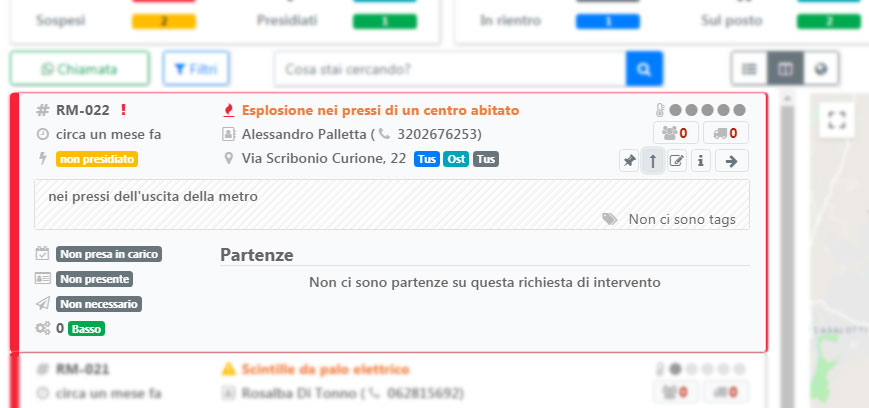 Sospesi 2 Presidiati 1 In rientro 1 Sul posto 2
Chiamata Filtri Cosa stai cercando?
# RM-022 ! Esplosione nei pressi di un centro abitato
circa un mese fa Alessandro Palletta ( 3202676253) 0 0
non presidiato Via Scribonio Curione, 22 Tus Ost Tus
nei pressi dell'uscita della metro
Non ci sono tags
Non presa in carico Partenze
Non presente Non ci sono partenze su questa richiesta di intervento
Non necessario
0 Basso
# RM-021 Scintille da palo elettrico
circa un mese fa Rosalba Di Tonno ( 062815692) 0 0
CASALOTTI